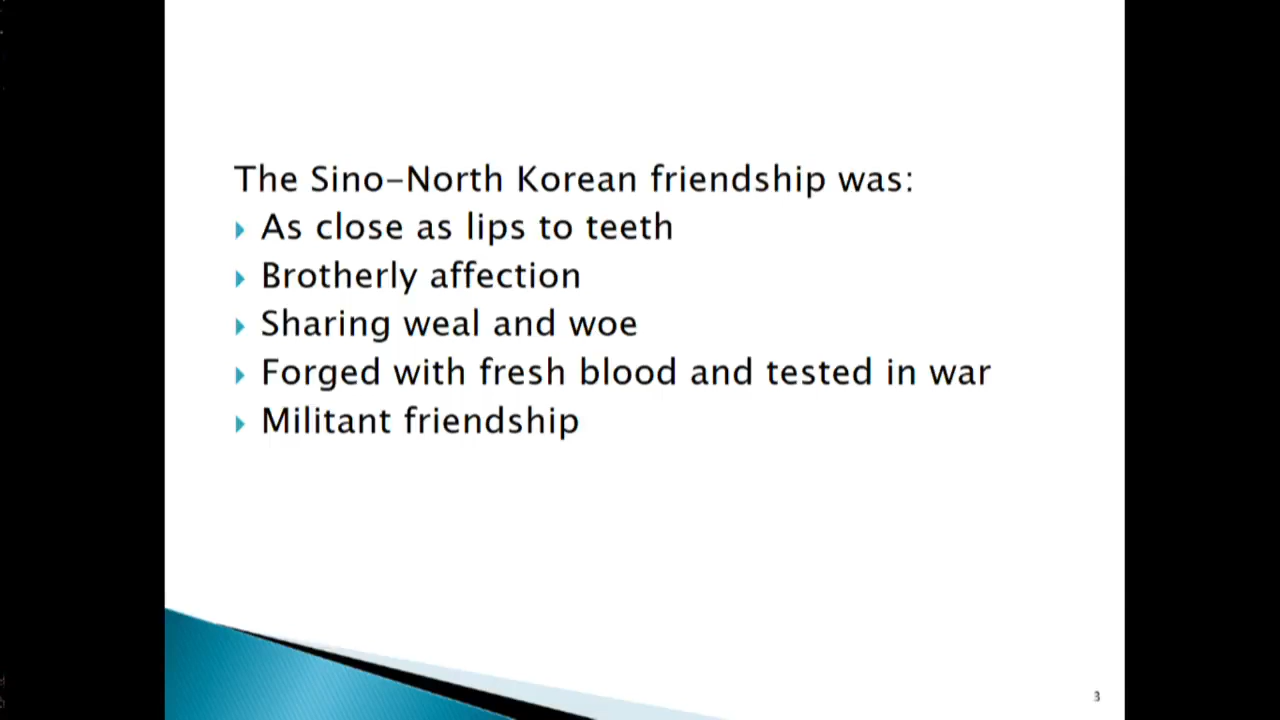 The Sino-North Korean friendship was:
As close as lips to teeth
Brotherly affection
Sharing weal and woe
Forged with fresh blood and tested in war
Militant friendship
3